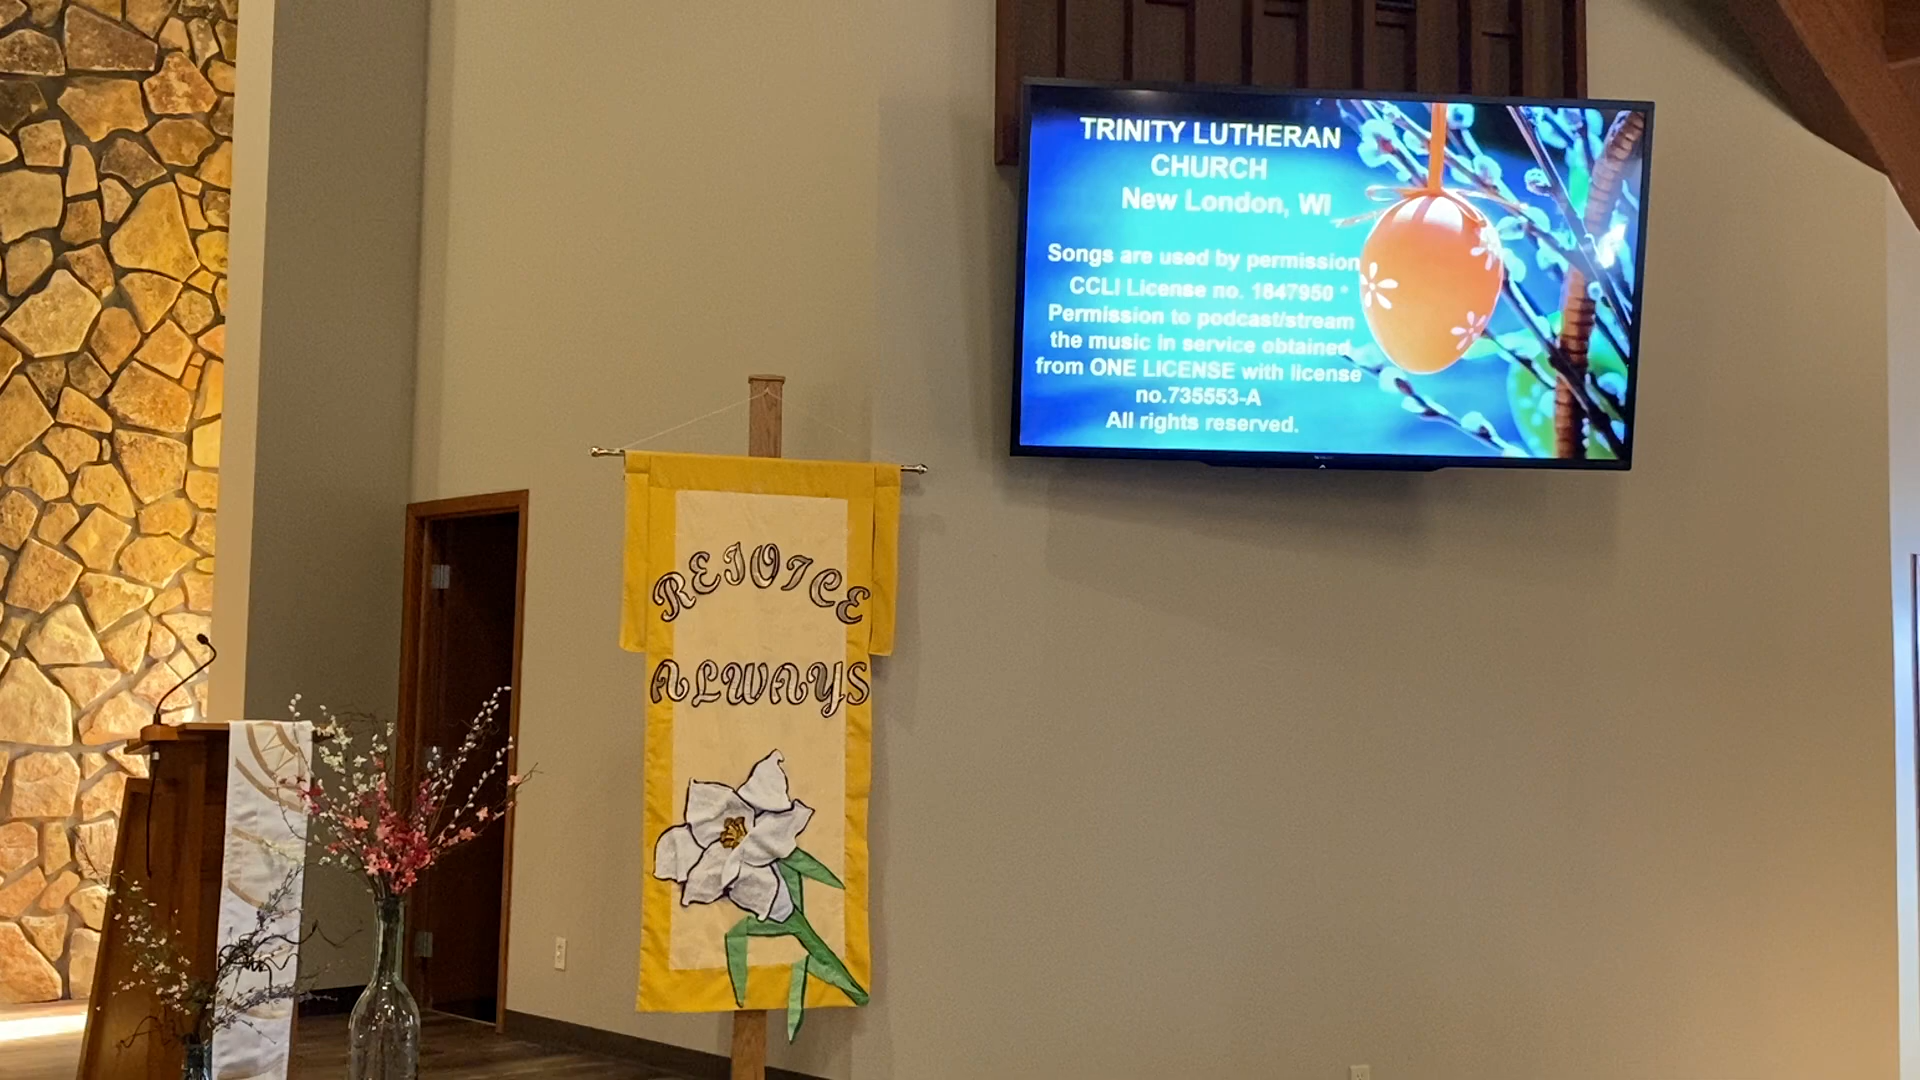 TRINITY LUTHERAN
CHURCH
New London, WI
Songs are used by permission
CCLI License no. 1847950 *
Permission to podcast/stream
the music in service obtained
from ONE LICENSE with license
no.735553-A
All rights reserved.
REJOICE
ALWAYS